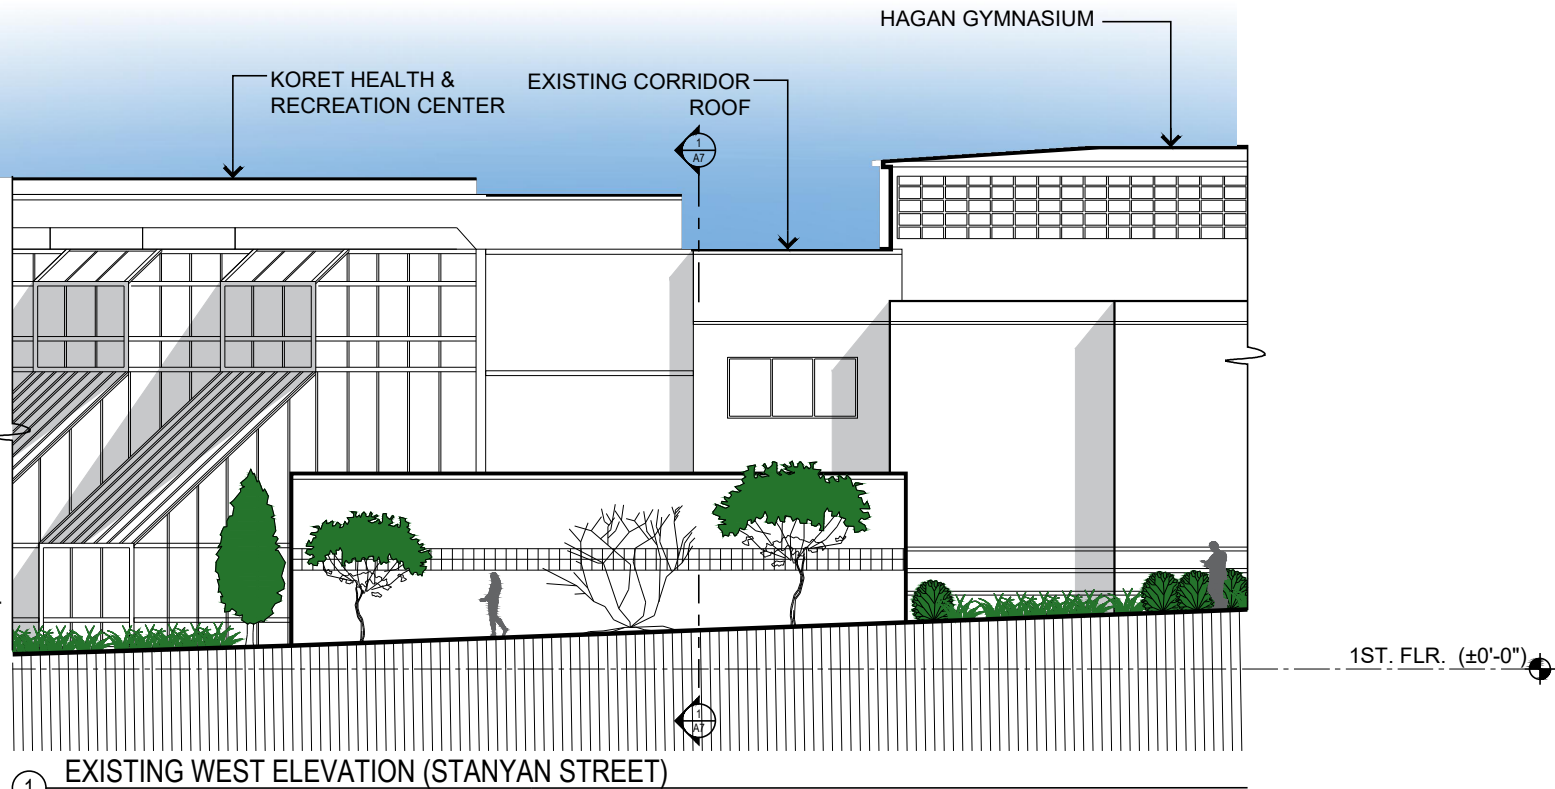 HAGAN GYMNASIUM
KORET HEALTH &
RECREATION CENTER
EXISTING CORRIDOR
ROOF
1
A7
1ST. FLR. (±0'-0")
1
A7
EXISTING WEST ELEVATION (STANYAN STREET)
1